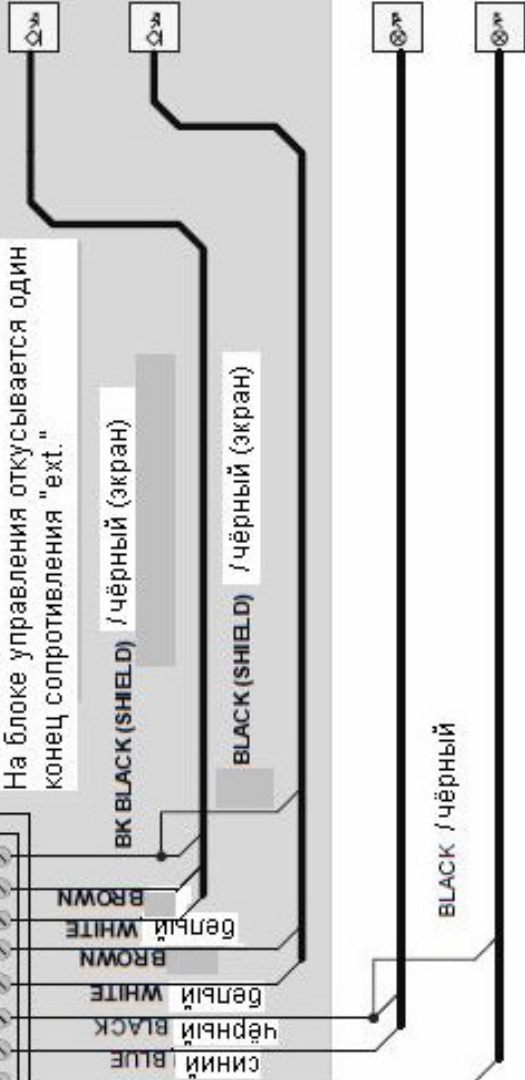 На блоке управления откусывается один
конец сопротивления "ext."
BK BLACK (SHIELD) /чёрный (экран)
BLACK (SHIELD) /чёрный (экран)
BROWN
WHITE белый
BROWN
WHITE белый
BLACK чёрный
BLUE синий
BLACK /чёрный